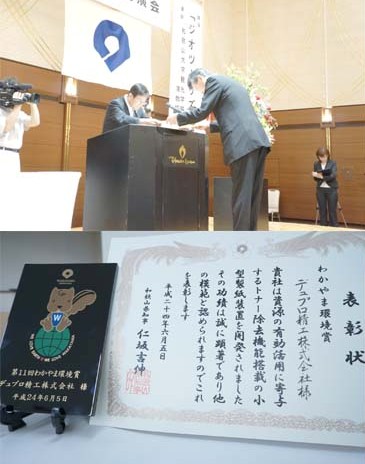 演会
表彰状
わかやま環境賞
デュプロ精工株式会社様
貴社は資源の有効活用に寄与
するトナー除去機能搭載の小
型製紙装置を開発されました
その功績は誠に顕著であり他
の模範と認められますのでこれ
を表彰します
平成二十四年六月五日
和歌山県知事 仁坂吉伸
W
第11回わかやま環境賞
デュプロ精工株式会社 様
平成24年6月5日